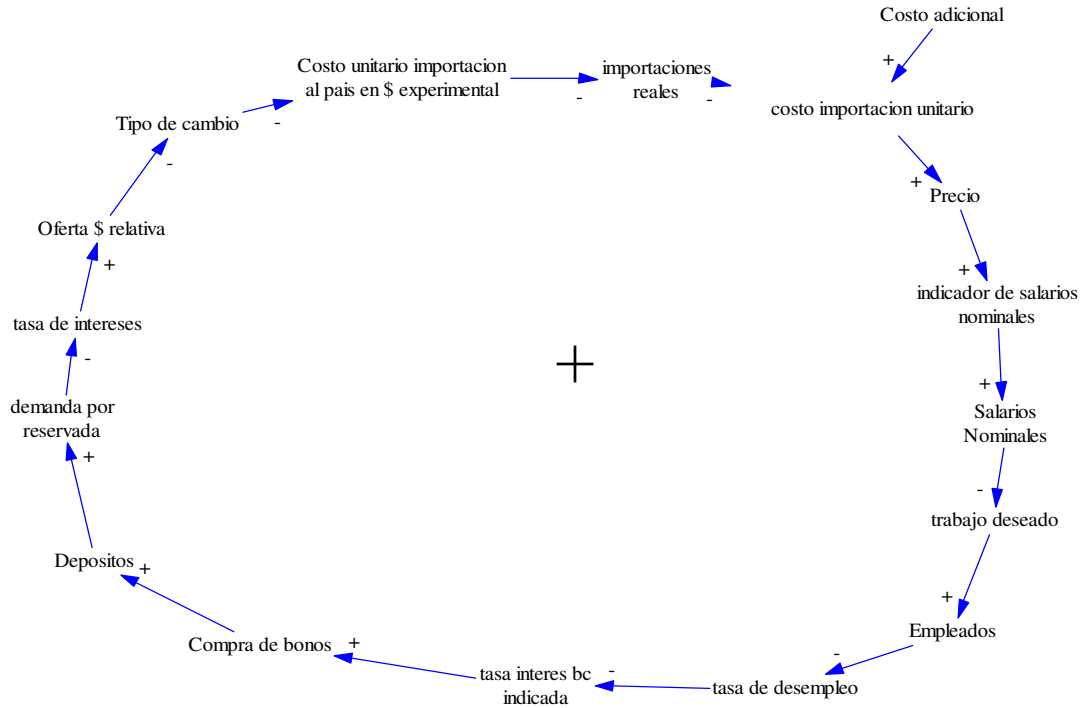 Costo adicional
+
costo importacion unitario
+
Precio
+
indicador de salarios
nominales
+
Salarios
Nominales
-
trabajo deseado
+
Empleados
-
tasa de desempleo
-
tasa interes bc
indicada
+
Compra de bonos
+
Depositos
+
demanda por
reservada
-
tasa de intereses
+
Oferta $ relativa
-
Tipo de cambio
-
Costo unitario importacion
al pais en $ experimental
-
importaciones
reales
-
+